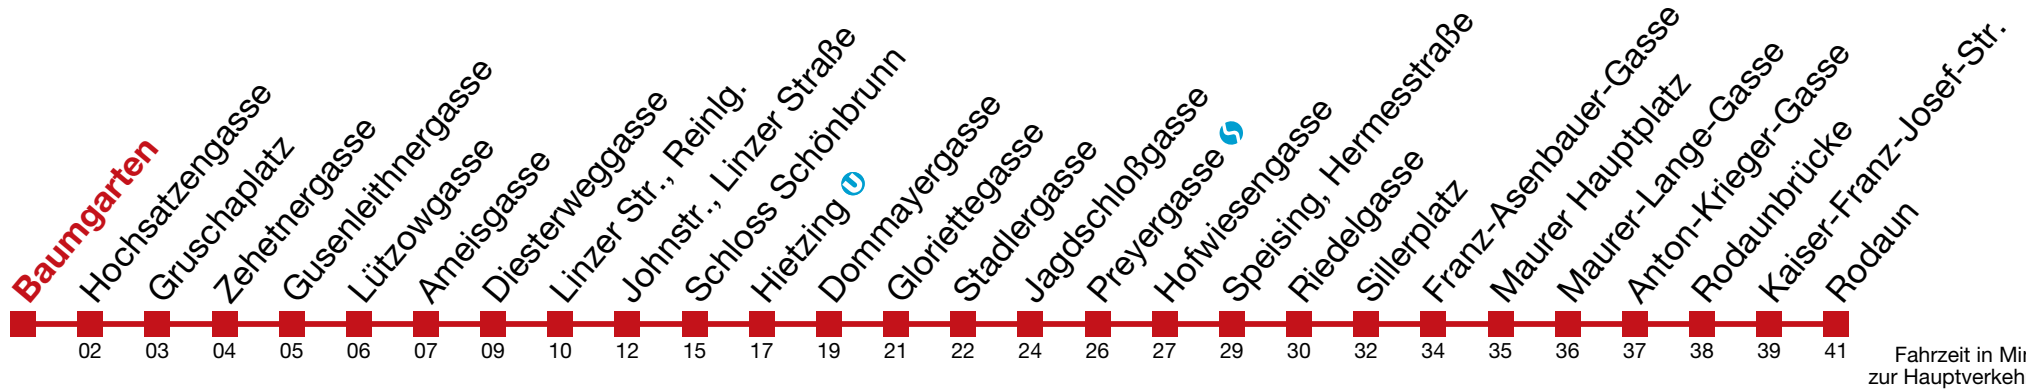 Baumgarten
Hochsatzengasse
Gruschaplatz
Zehetnergasse
Gusenleithnergasse
Lützowgasse
Ameisgasse
Diesterweggasse
Linzer Str., Reinlg.
Johnstr., Linzer Straße
Schloss Schönbrunn
Hietzing U
Dommayergasse
Gloriettegasse
Stadlergasse
Jagdschloßgasse
Preyergasse S
Hofwiesengasse
Speising, Hermesstraße
Riedelgasse
Sillerplatz
Franz-Asenbauer-Gasse
Maurer Hauptplatz
Maurer-Lange-Gasse
Anton-Krieger-Gasse
Rodaunbrücke
Kaiser-Franz-Josef-Str.
Rodaun
02 03 04 05 06 07 09 10 12 15 17 19 21 22 24 26 27 29 30 32 34 35 36 37 38 39 41
Fahrzeit in Min
zur Hauptverkeh